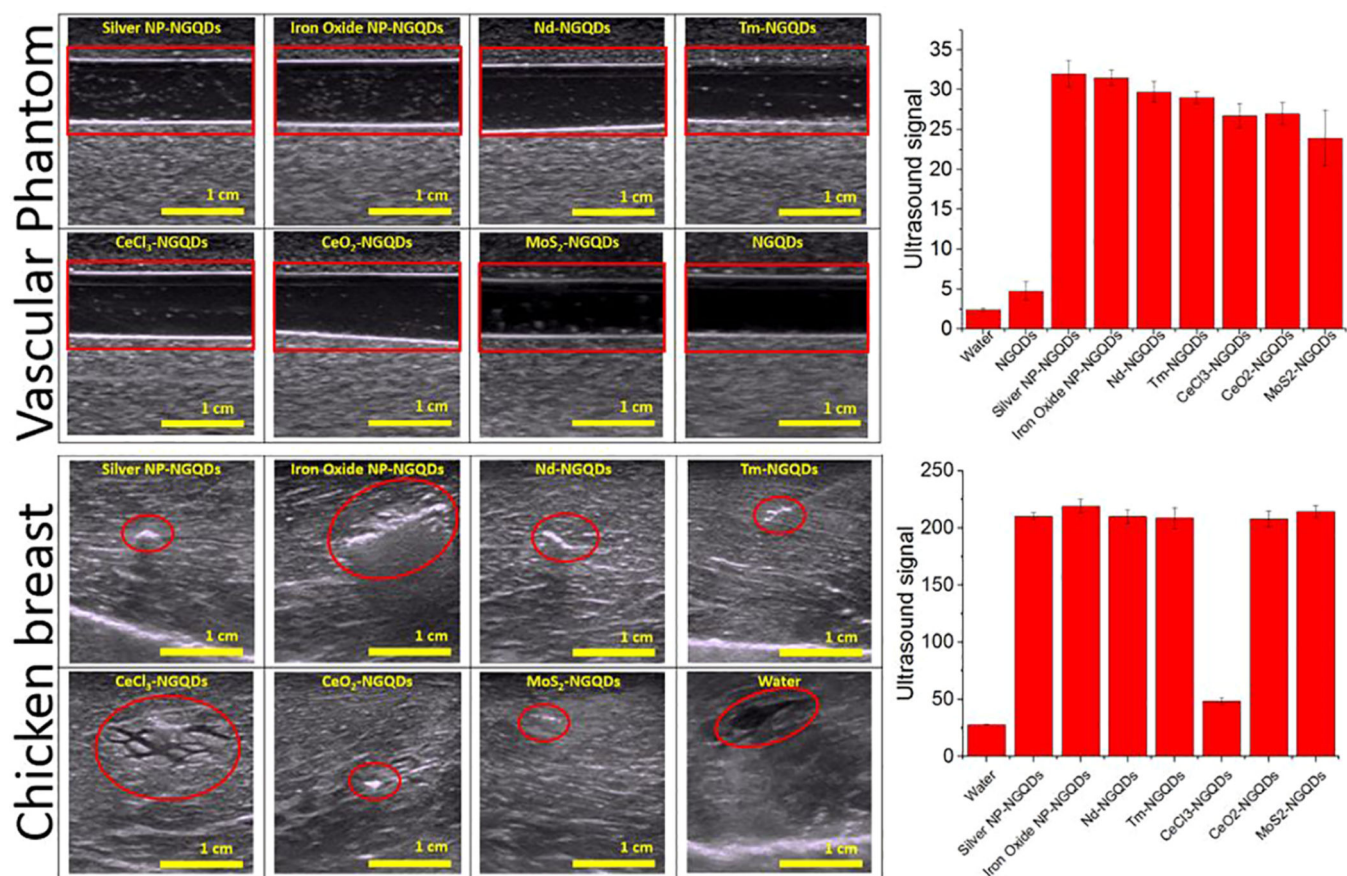 Vascular Phantom
Silver NP-NGQDs
Iron Oxide NP-NGQDs
Nd-NGQDs
Tm-NGQDs
1 cm
1 cm
1 cm
1 cm
CeCl₃-NGQDs
CeO₂-NGQDs
MoS₂-NGQDs
NGQDs
1 cm
1 cm
1 cm
1 cm
Ultrasound signal
35
30
25
20
15
10
5
0
Water
NGQDs
Silver NP-NGQDs
Iron Oxide NP-NGQDs
Nd-NGQDs
Tm-NGQDs
CeCl3-NGQDs
CeO2-NGQDs
MoS2-NGQDs
Chicken breast
Silver NP-NGQDs
Iron Oxide NP-NGQDs
Nd-NGQDs
Tm-NGQDs
1 cm
1 cm
1 cm
1 cm
CeCl₃-NGQDs
CeO₂-NGQDs
MoS₂-NGQDs
Water
1 cm
1 cm
1 cm
1 cm
Ultrasound signal
250
200
150
100
50
0
Water
Silver NP-NGQDs
Iron Oxide NP-NGQDs
Nd-NGQDs
Tm-NGQDs
CeCl3-NGQDs
CeO2-NGQDs
MoS2-NGQDs